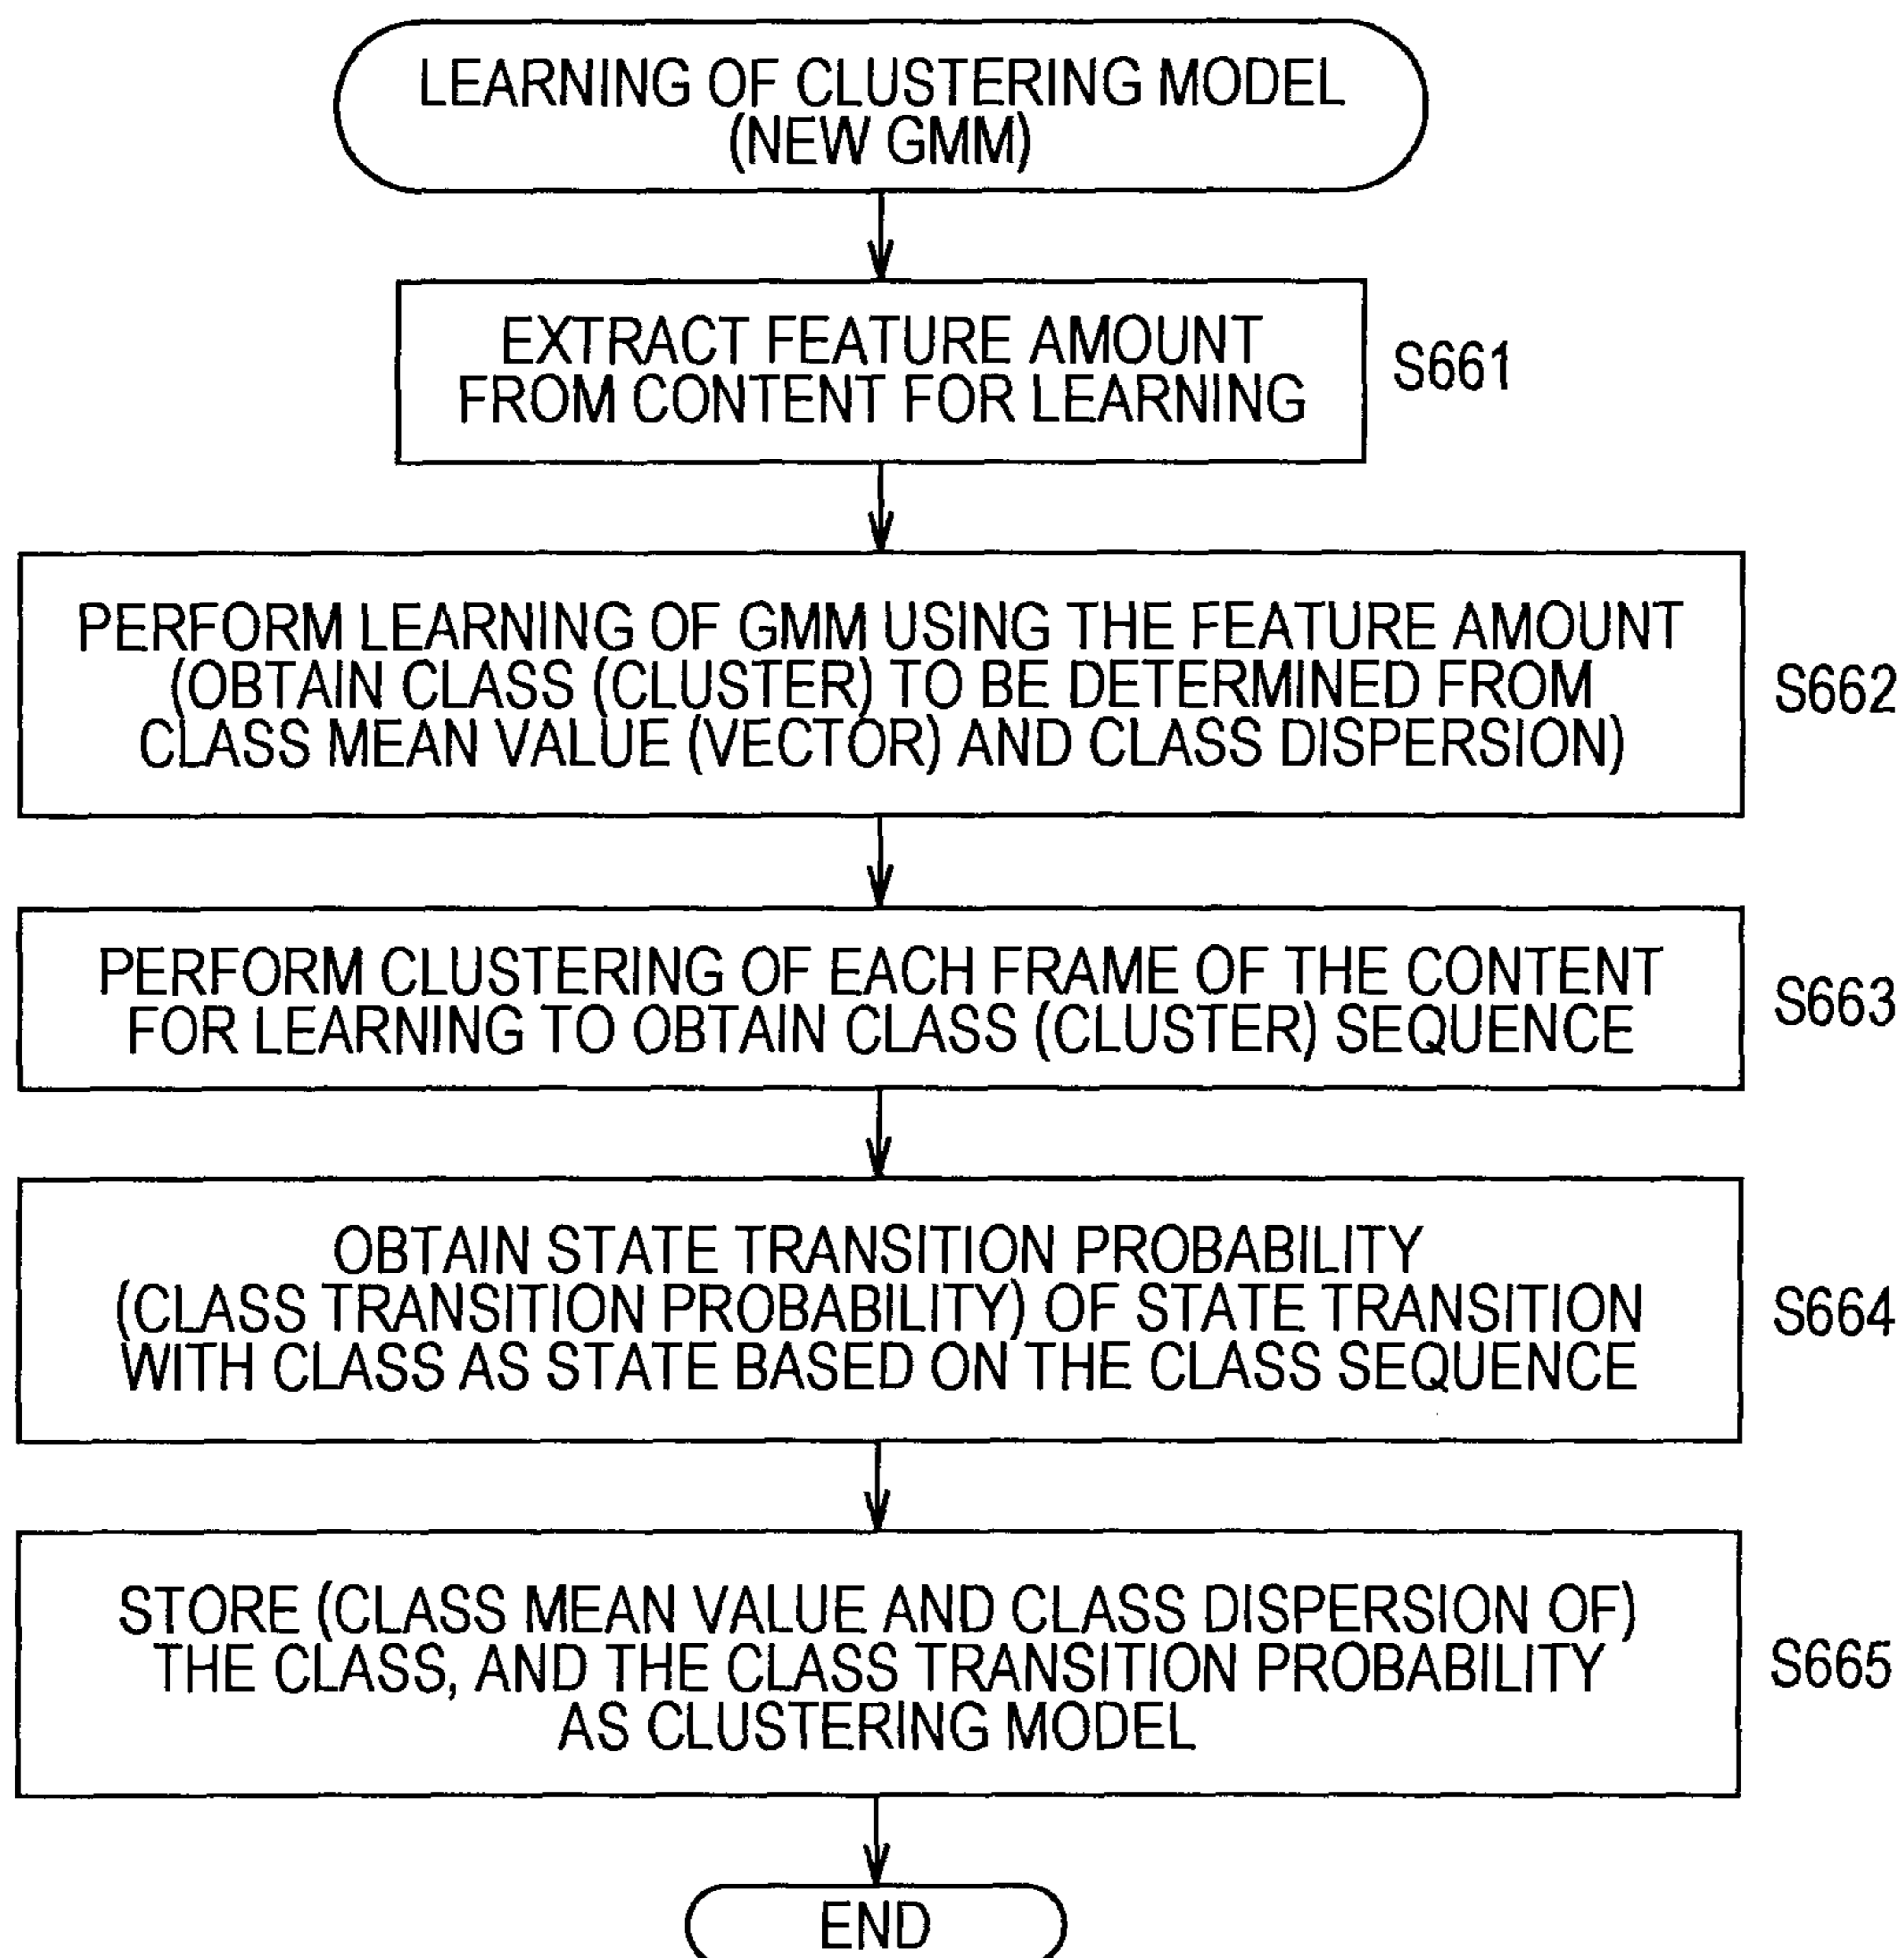 LEARNING OF CLUSTERING MODEL
(NEW GMM)
EXTRACT FEATURE AMOUNT
FROM CONTENT FOR LEARNING
S661
PERFORM LEARNING OF GMM USING THE FEATURE AMOUNT
(OBTAIN CLASS (CLUSTER) TO BE DETERMINED FROM
CLASS MEAN VALUE (VECTOR) AND CLASS DISPERSION)
S662
PERFORM CLUSTERING OF EACH FRAME OF THE CONTENT
FOR LEARNING TO OBTAIN CLASS (CLUSTER) SEQUENCE
S663
OBTAIN STATE TRANSITION PROBABILITY
(CLASS TRANSITION PROBABILITY) OF STATE TRANSITION
WITH CLASS AS STATE BASED ON THE CLASS SEQUENCE
S664
STORE (CLASS MEAN VALUE AND CLASS DISPERSION OF)
THE CLASS, AND THE CLASS TRANSITION PROBABILITY
AS CLUSTERING MODEL
S665
END